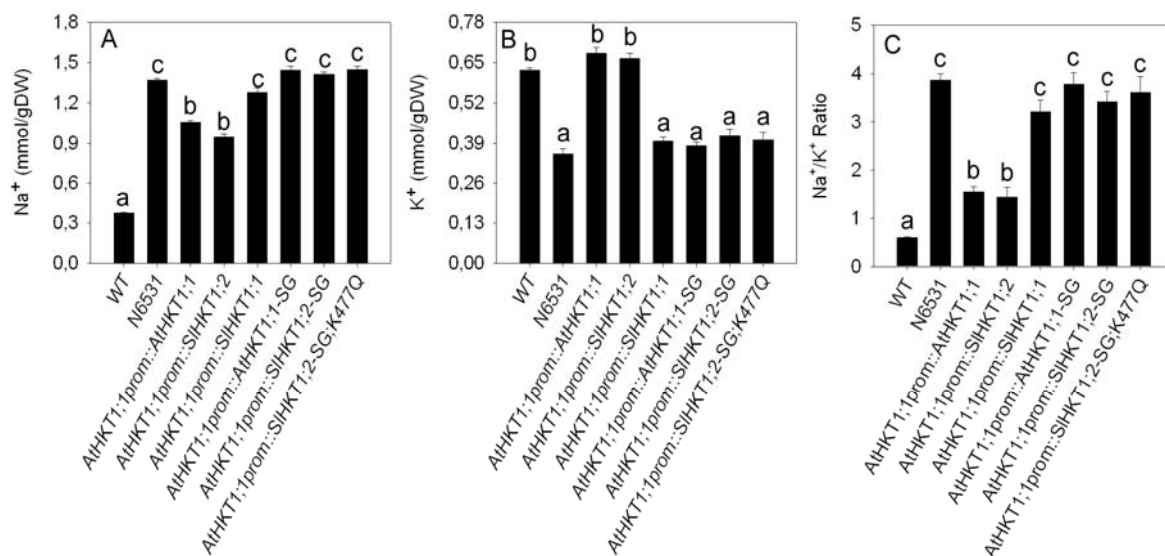 A
Na⁺ (mmol/gDW)
1,8
1,5
1,2
0,9
0,6
0,3
0,0
a
c
b
b
c
c
c
c
WT
N6531
AtHKT1;1prom::AtHKT1;1
AtHKT1;1prom::SlHKT1;2
AtHKT1;1prom::SlHKT1;1
AtHKT1;1prom::AtHKT1;1-SG
AtHKT1;1prom::SlHKT1;2-SG
AtHKT1;1prom::SlHKT1;2-SG;K477Q
B
K⁺ (mmol/gDW)
0,78
0,65
0,52
0,39
0,26
0,13
0,00
b
a
b
b
a
a
a
a
WT
N6531
AtHKT1;1prom::AtHKT1;1
AtHKT1;1prom::SlHKT1;2
AtHKT1;1prom::SlHKT1;1
AtHKT1;1prom::AtHKT1;1-SG
AtHKT1;1prom::SlHKT1;2-SG
AtHKT1;1prom::SlHKT1;2-SG;K477Q
C
Na⁺/K⁺ Ratio
5
4
3
2
1
0
a
c
b
b
c
c
c
c
WT
N6531
AtHKT1;1prom::AtHKT1;1
AtHKT1;1prom::SlHKT1;2
AtHKT1;1prom::SlHKT1;1
AtHKT1;1prom::AtHKT1;1-SG
AtHKT1;1prom::SlHKT1;2-SG
AtHKT1;1prom::SlHKT1;2-SG;K477Q